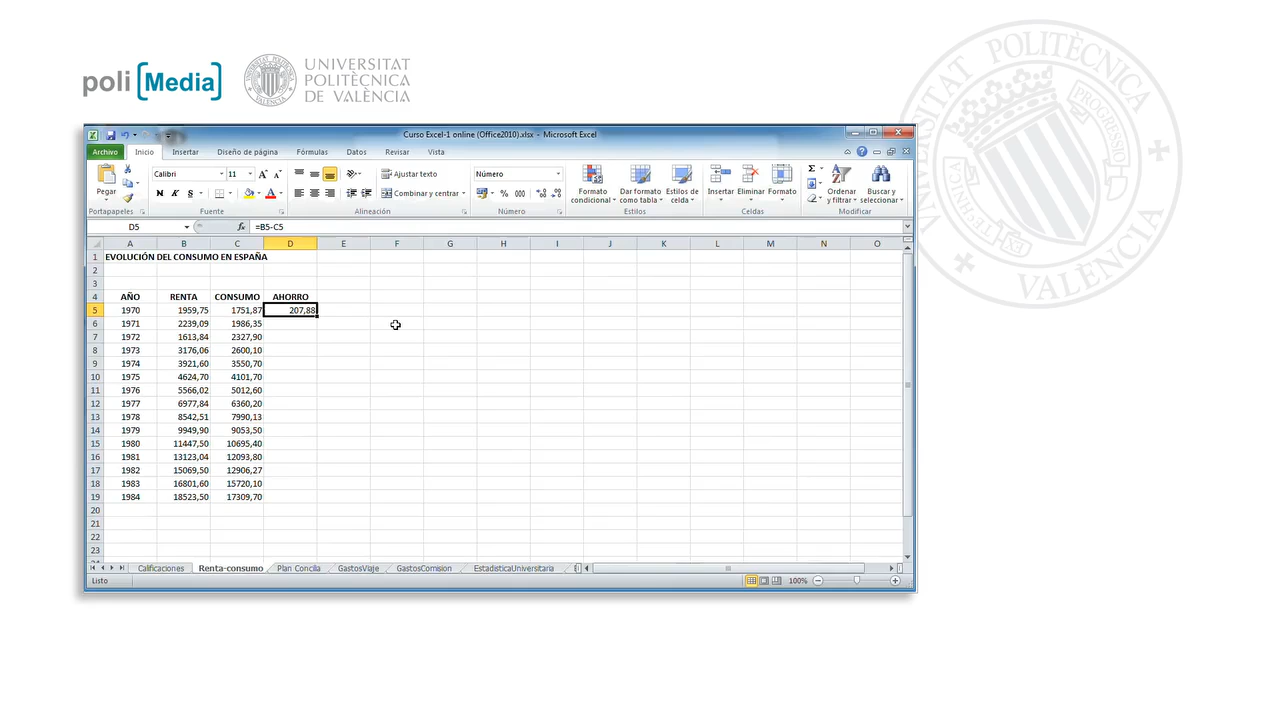 poli [Media]
UNIVERSITAT
POLITÈCNICA
DE VALÈNCIA
UNIVERSITAT POLITÈCNICA DE VALÈNCIA
PROGRESSIO
Curso Excel-1 online (Office2010).xlsx - Microsoft Excel
Archivo Inicio Insertar Diseño de página Fórmulas Datos Revisar Vista
Pegar
Calibri 11
N K S
Ajustar texto
Combinar y centrar
Número
% 000
Formato condicional
Dar formato como tabla
Estilos de celda
Insertar Eliminar Formato
Ordenar y filtrar
Buscar y seleccionar
Portapapeles Fuente Alineación Número Estilos Celdas Modificar
D5 fx =B5-C5
A B C D E F G H I J K L M N O
1 EVOLUCIÓN DEL CONSUMO EN ESPAÑA
2
3
4 AÑO RENTA CONSUMO AHORRO
5 1970 1959,75 1751,87 207,88
6 1971 2239,09 1986,35
7 1972 1613,84 2327,90
8 1973 3176,06 2600,10
9 1974 3921,60 3550,70
10 1975 4624,70 4101,70
11 1976 5566,02 5012,60
12 1977 6977,84 6360,20
13 1978 8542,51 7990,13
14 1979 9949,90 9053,50
15 1980 11447,50 10695,40
16 1981 13123,04 12093,80
17 1982 15069,50 12906,27
18 1983 16801,60 15720,10
19 1984 18523,50 17309,70
20
21
22
23
Calificaciones Renta-consumo Plan Concilia GastosViaje GastosComision EstadisticaUniversitaria
Listo 100%